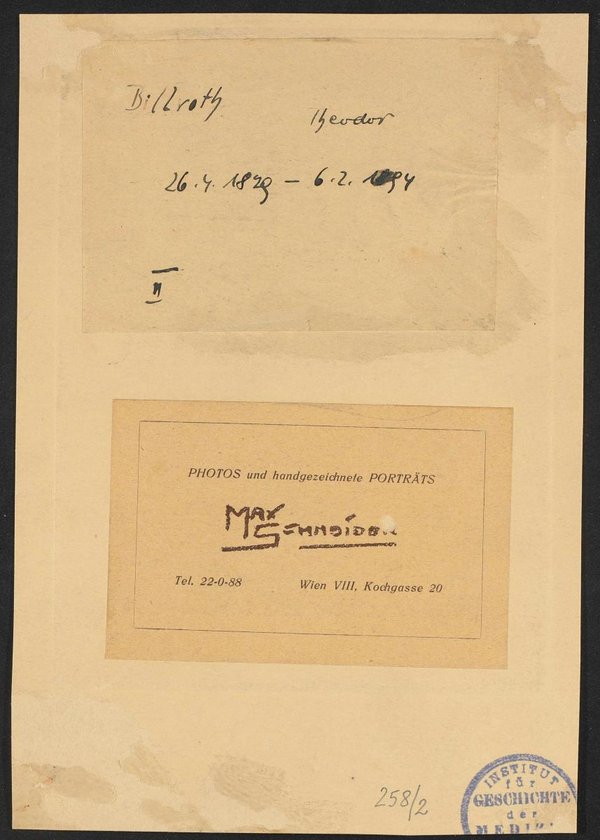 Billroth Theodor
26.4.1829 - 6.2.1894
II
PHOTOS und handgezeichnete PORTRÄTS
MAX SCHNEIDER
Tel. 22-0-88 Wien VIII, Kochgasse 20
258/2
INSTITUT
für
GESCHICHTE
der